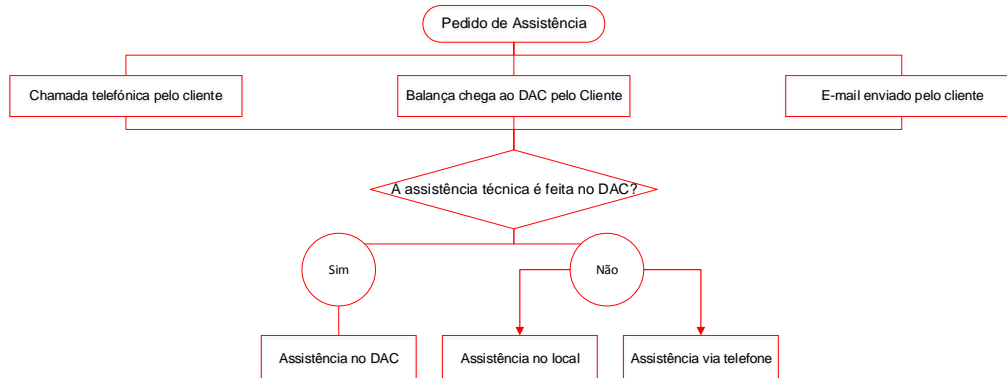 Pedido de Assistência
Chamada telefónica pelo cliente
Balança chega ao DAC pelo Cliente
E-mail enviado pelo cliente
A assistência técnica é feita no DAC?
Sim
Não
Assistência no DAC
Assistência no local
Assistência via telefone